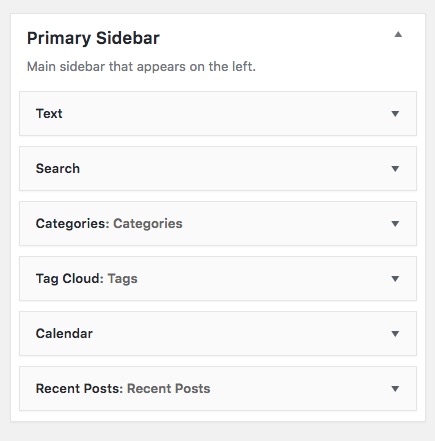 Primary Sidebar
Main sidebar that appears on the left.
Text
Search
Categories: Categories
Tag Cloud: Tags
Calendar
Recent Posts: Recent Posts